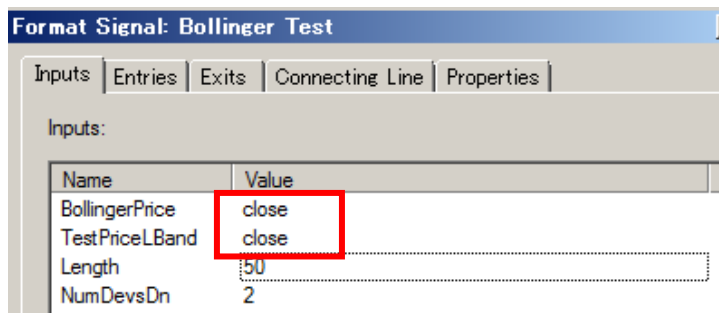 Format Signal: Bollinger Test
Inputs Entries Exits Connecting Line Properties
Inputs:
Name Value
BollingerPrice close
TestPriceLBand close
Length 50
NumDevsDn 2